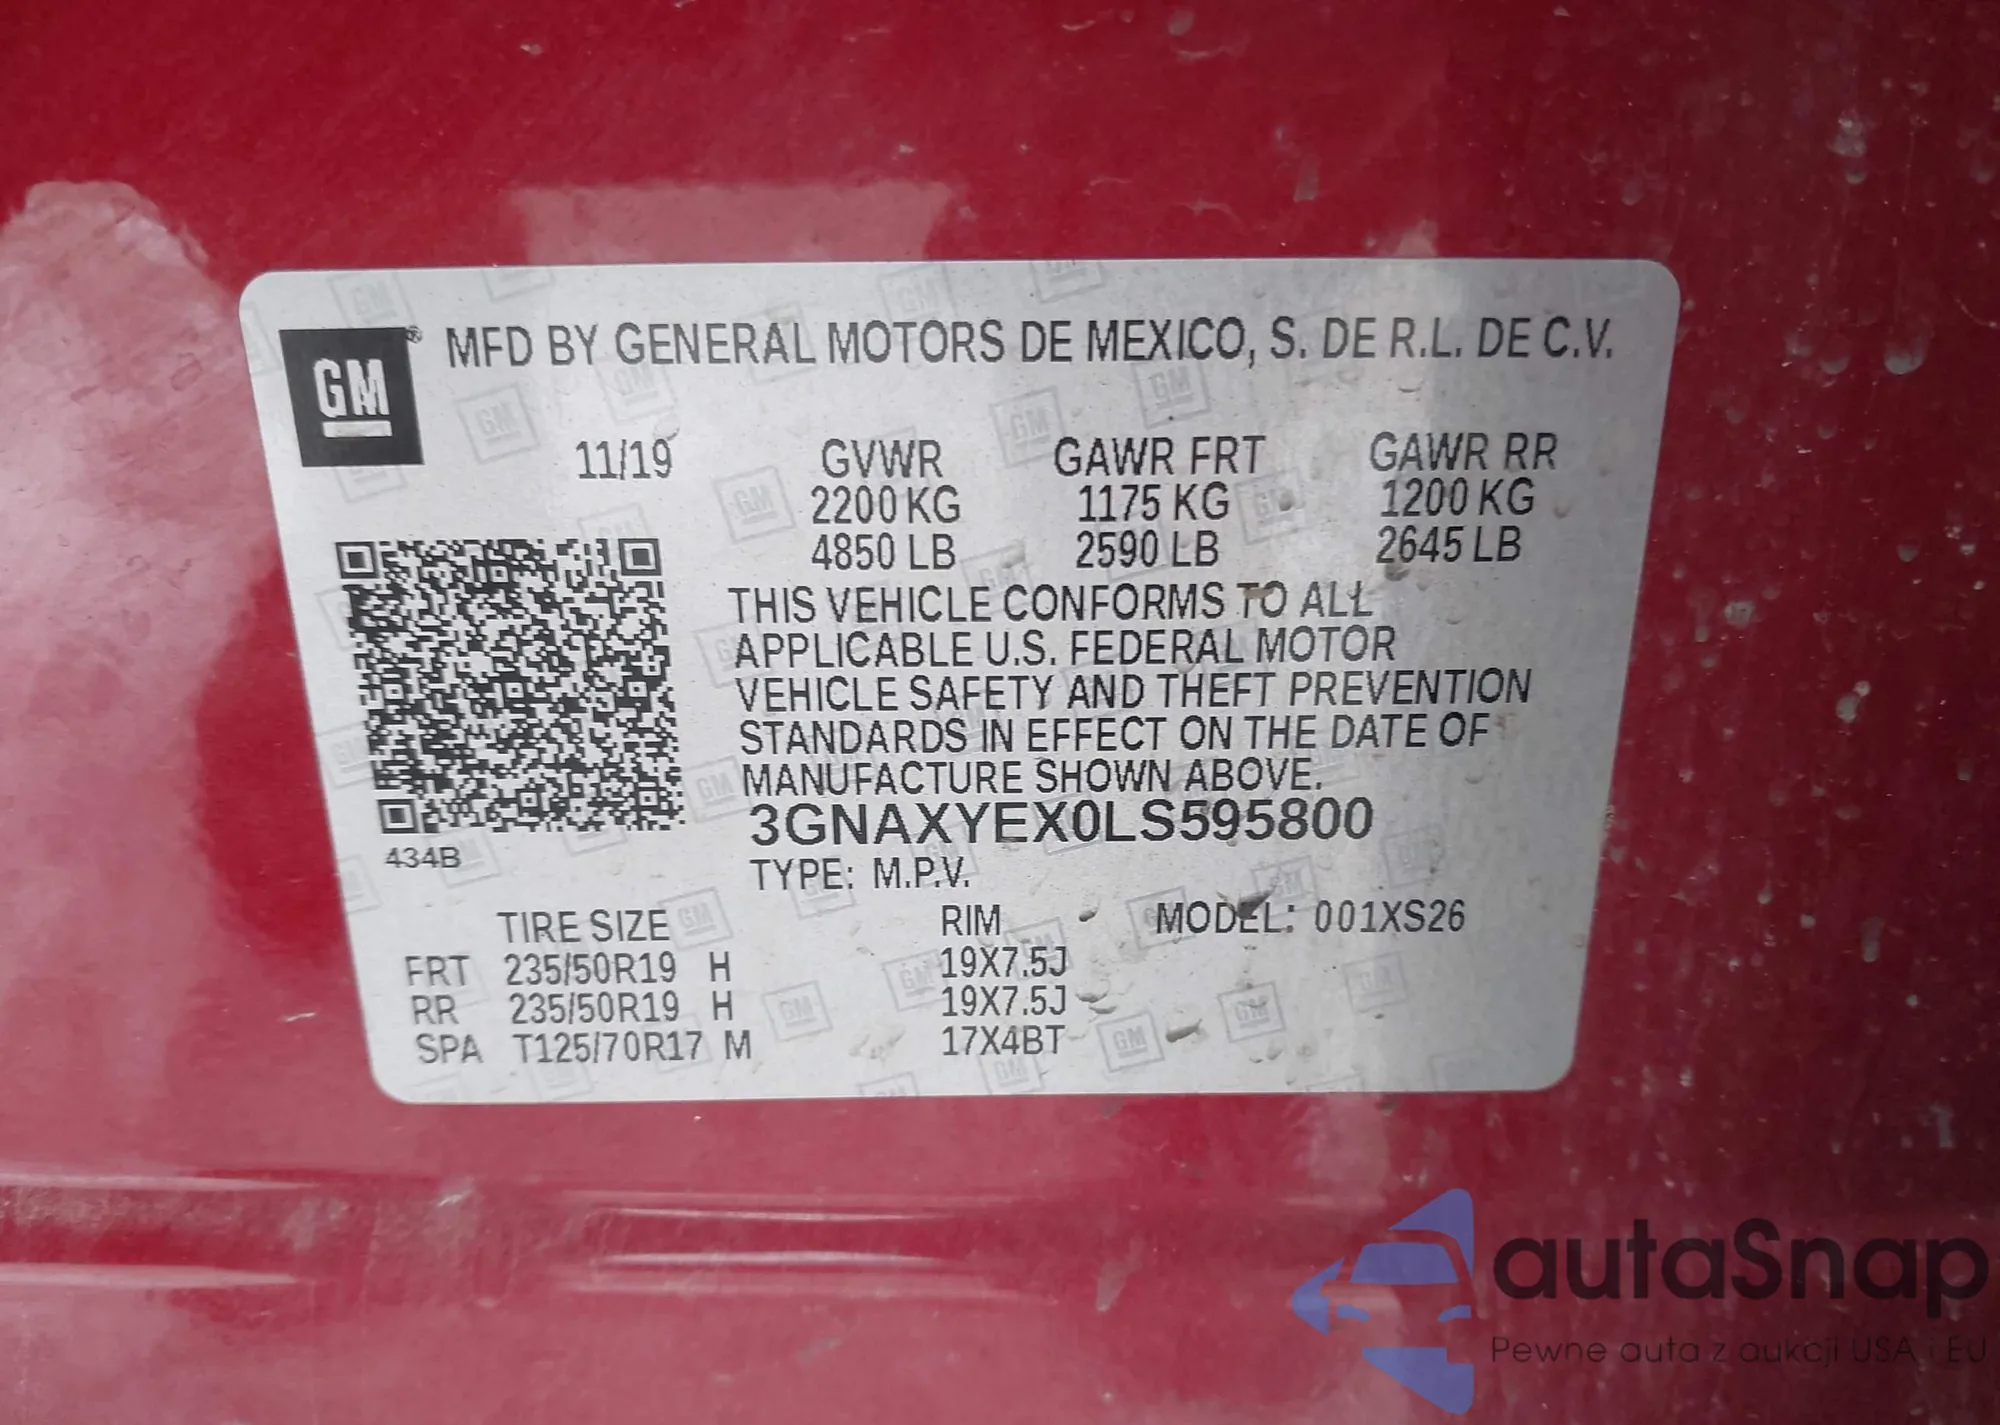 GM ® MFD BY GENERAL MOTORS DE MEXICO, S. DE R.L. DE C.V.
11/19 GVWR GAWR FRT GAWR RR
2200 KG 1175 KG 1200 KG
4850 LB 2590 LB 2645 LB
THIS VEHICLE CONFORMS TO ALL
APPLICABLE U.S. FEDERAL MOTOR
VEHICLE SAFETY AND THEFT PREVENTION
STANDARDS IN EFFECT ON THE DATE OF
MANUFACTURE SHOWN ABOVE.
3GNAXYEX0LS595800
434B
TYPE: M.P.V.
TIRE SIZE RIM MODEL: 001XS26
FRT 235/50R19 H 19X7.5J
RR 235/50R19 H 19X7.5J
SPA T125/70R17 M 17X4BT
autaSnap
Pewne auta z aukcji USA i EU